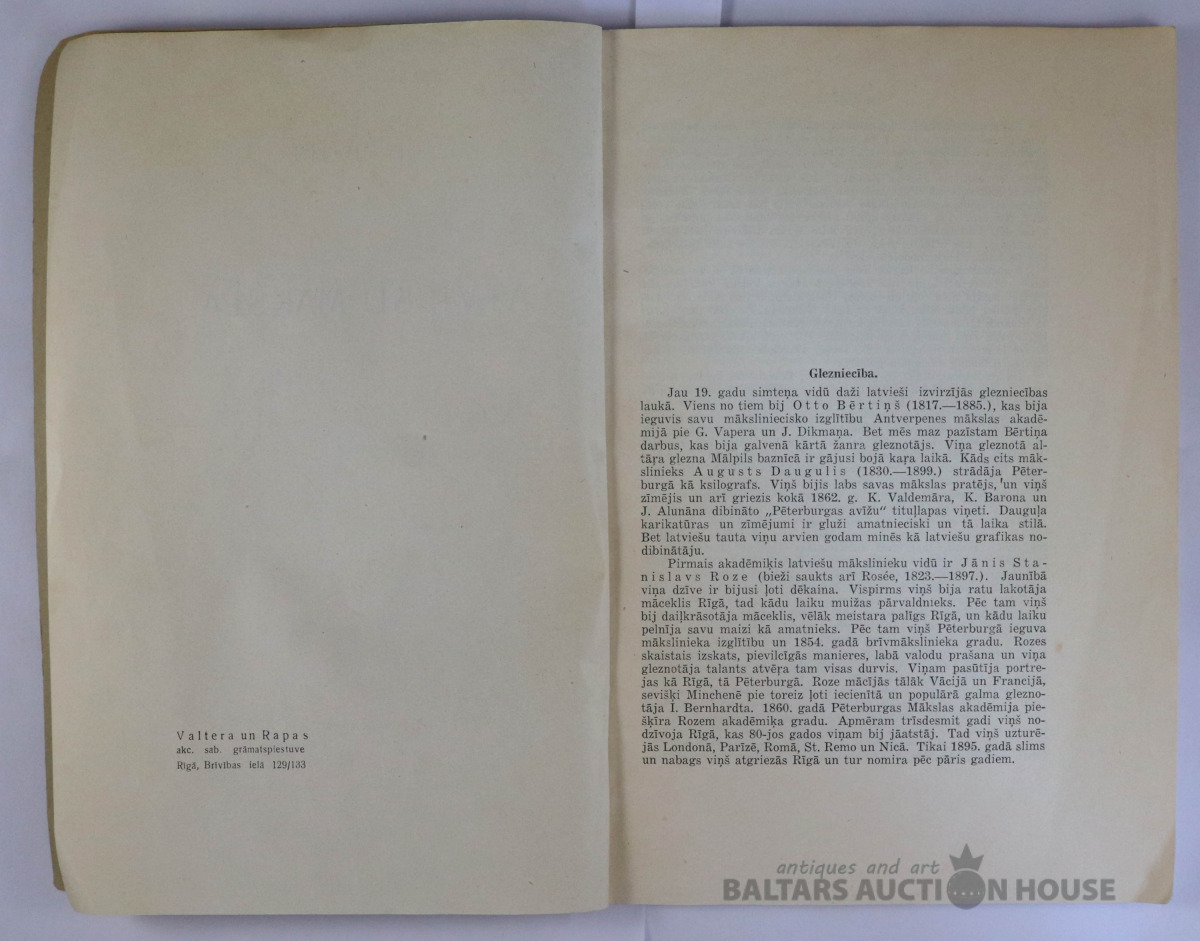 Valtera un Rapas
akc. sab. grāmatspiestuve
Rīgā, Brīvības ielā 129/133
Glezniecība.
Jau 19. gadu simteņa vidū daži latvieši izvirzījās glezniecības
laukā. Viens no tiem bij Otto Bērtiņš (1817.—1885.), kas bija
ieguvis savu māksliniecisko izglītību Antverpenes mākslas akadē-
mijā pie G. Vapera un J. Dikmaņa. Bet mēs maz pazīstam Bērtiņa
darbus, kas bija galvenā kārtā žanra gleznotājs. Viņa gleznotā al-
tāŗa glezna Mālpils baznīcā ir gājusi bojā kaŗa laikā. Kāds cits māk-
slinieks Augusts Daugulis (1830.—1899.) strādāja Pēter-
burgā kā ksilografs. Viņš bijis labs savas mākslas pratējs, un viņš
zīmējis un arī griezis kokā 1862. g. K. Valdemāra, K. Barona un
J. Alunāna dibināto „Pēterburgas avīžu" tituļlapas viņeti. Dauguļa
karikatūras un zīmējumi ir gluži amatnieciski un tā laika stilā.
Bet latviešu tauta viņu arvien godam minēs kā latviešu grafikas no-
dibinātāju.
Pirmais akadēmiķis latviešu mākslinieku vidū ir Jānis Sta-
nislavs Roze (bieži saukts arī Rosée, 1823.—1897.). Jaunībā
viņa dzīve ir bijusi ļoti dēkaina. Vispirms viņš bija ratu lakotāja
māceklis Rīgā, tad kādu laiku muižas pārvaldnieks. Pēc tam viņš
bij daiļkrāsotāja māceklis, vēlāk meistara palīgs Rīgā, un kādu laiku
pelnīja savu maizi kā amatnieks. Pēc tam viņš Pēterburgā ieguva
mākslinieka izglītību un 1854. gadā brīvmākslinieka gradu. Rozes
skaistais izskats, pievilcīgās manieres, labā valodu prašana un viņa
gleznotāja talants atvēŗa tam visas durvis. Viņam pasūtīja portre-
jas kā Rīgā, tā Pēterburgā. Roze mācījās tālāk Vācijā un Francijā,
sevišķi Minchenē pie toreiz ļoti iecienītā un populārā galma glezno-
tāja I. Bernhardta. 1860. gadā Pēterburgas Mākslas akadēmija pie-
šķīra Rozem akadēmiķa gradu. Apmēram trīsdesmit gadi viņš no-
dzīvoja Rīgā, kas 80-jos gados viņam bij jāatstāj. Tad viņš uzturē-
jās Londonā, Parīzē, Romā, St. Remo un Nicā. Tikai 1895. gadā slims
un nabags viņš atgriezās Rīgā un tur nomira pēc pāris gadiem.
antiques and art
BALTARS AUCTION HOUSE